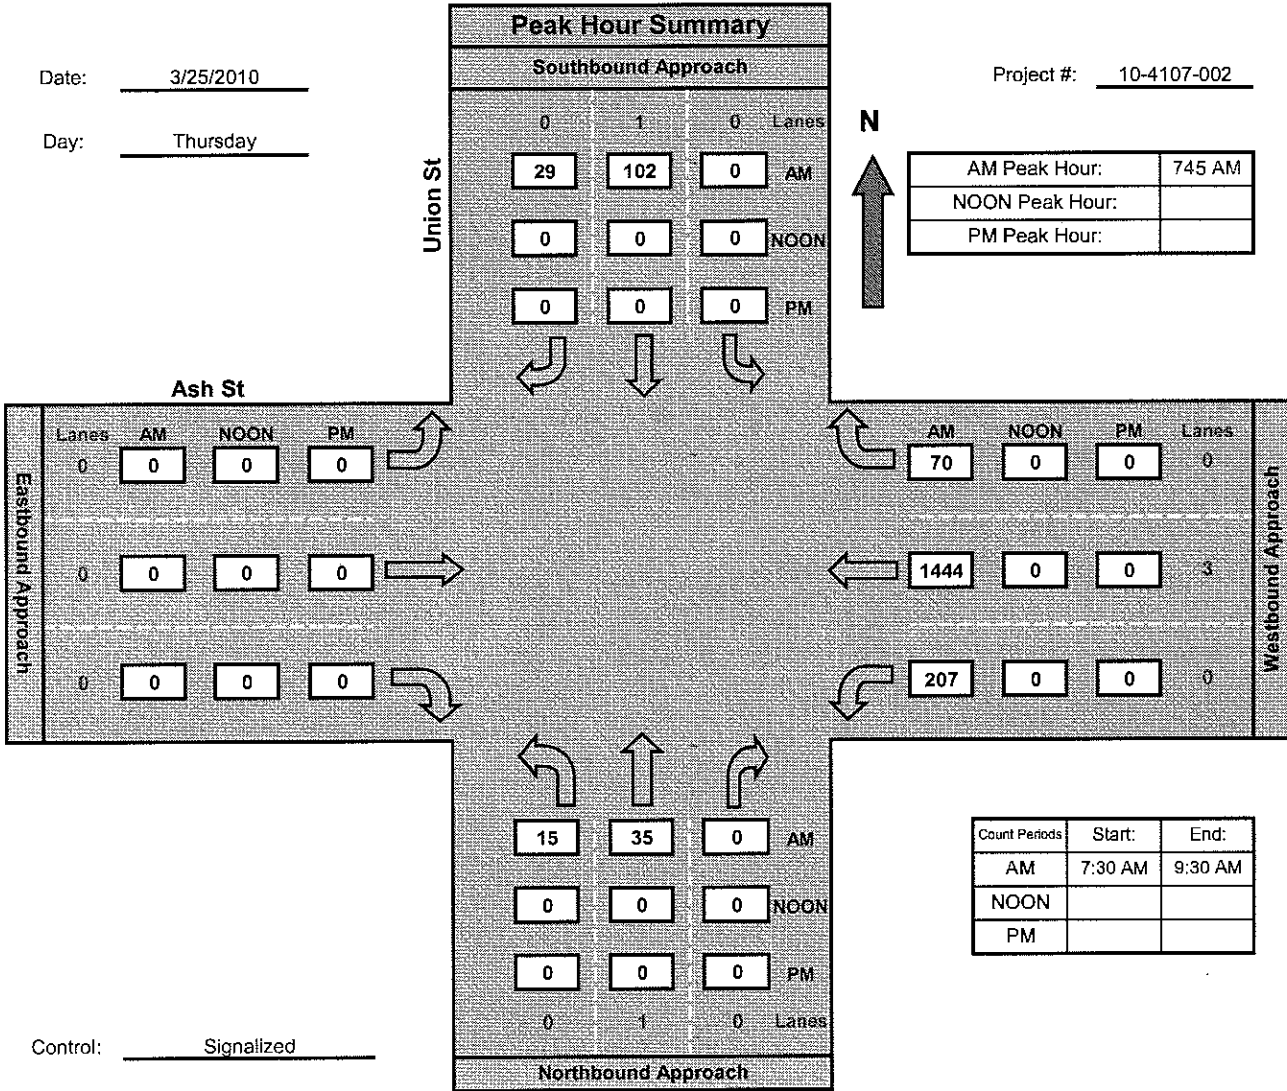 Peak Hour Summary
Southbound Approach
Date: 3/25/2010
Project #: 10-4107-002
Day: Thursday
N
Union St
0 1 0 Lanes
29 102 0 AM
0 0 0 NOON
0 0 0 PM
AM Peak Hour: 745 AM
NOON Peak Hour:
PM Peak Hour:
Ash St
Eastbound Approach
Lanes AM NOON PM
0 0 0 0
0 0 0 0
0 0 0 0
AM NOON PM Lanes
70 0 0 0
1444 0 0 3
207 0 0 0
Westbound Approach
15 35 0 AM
0 0 0 NOON
0 0 0 PM
0 1 0 Lanes
Northbound Approach
Count Periods Start: End:
AM 7:30 AM 9:30 AM
NOON
PM
Control: Signalized